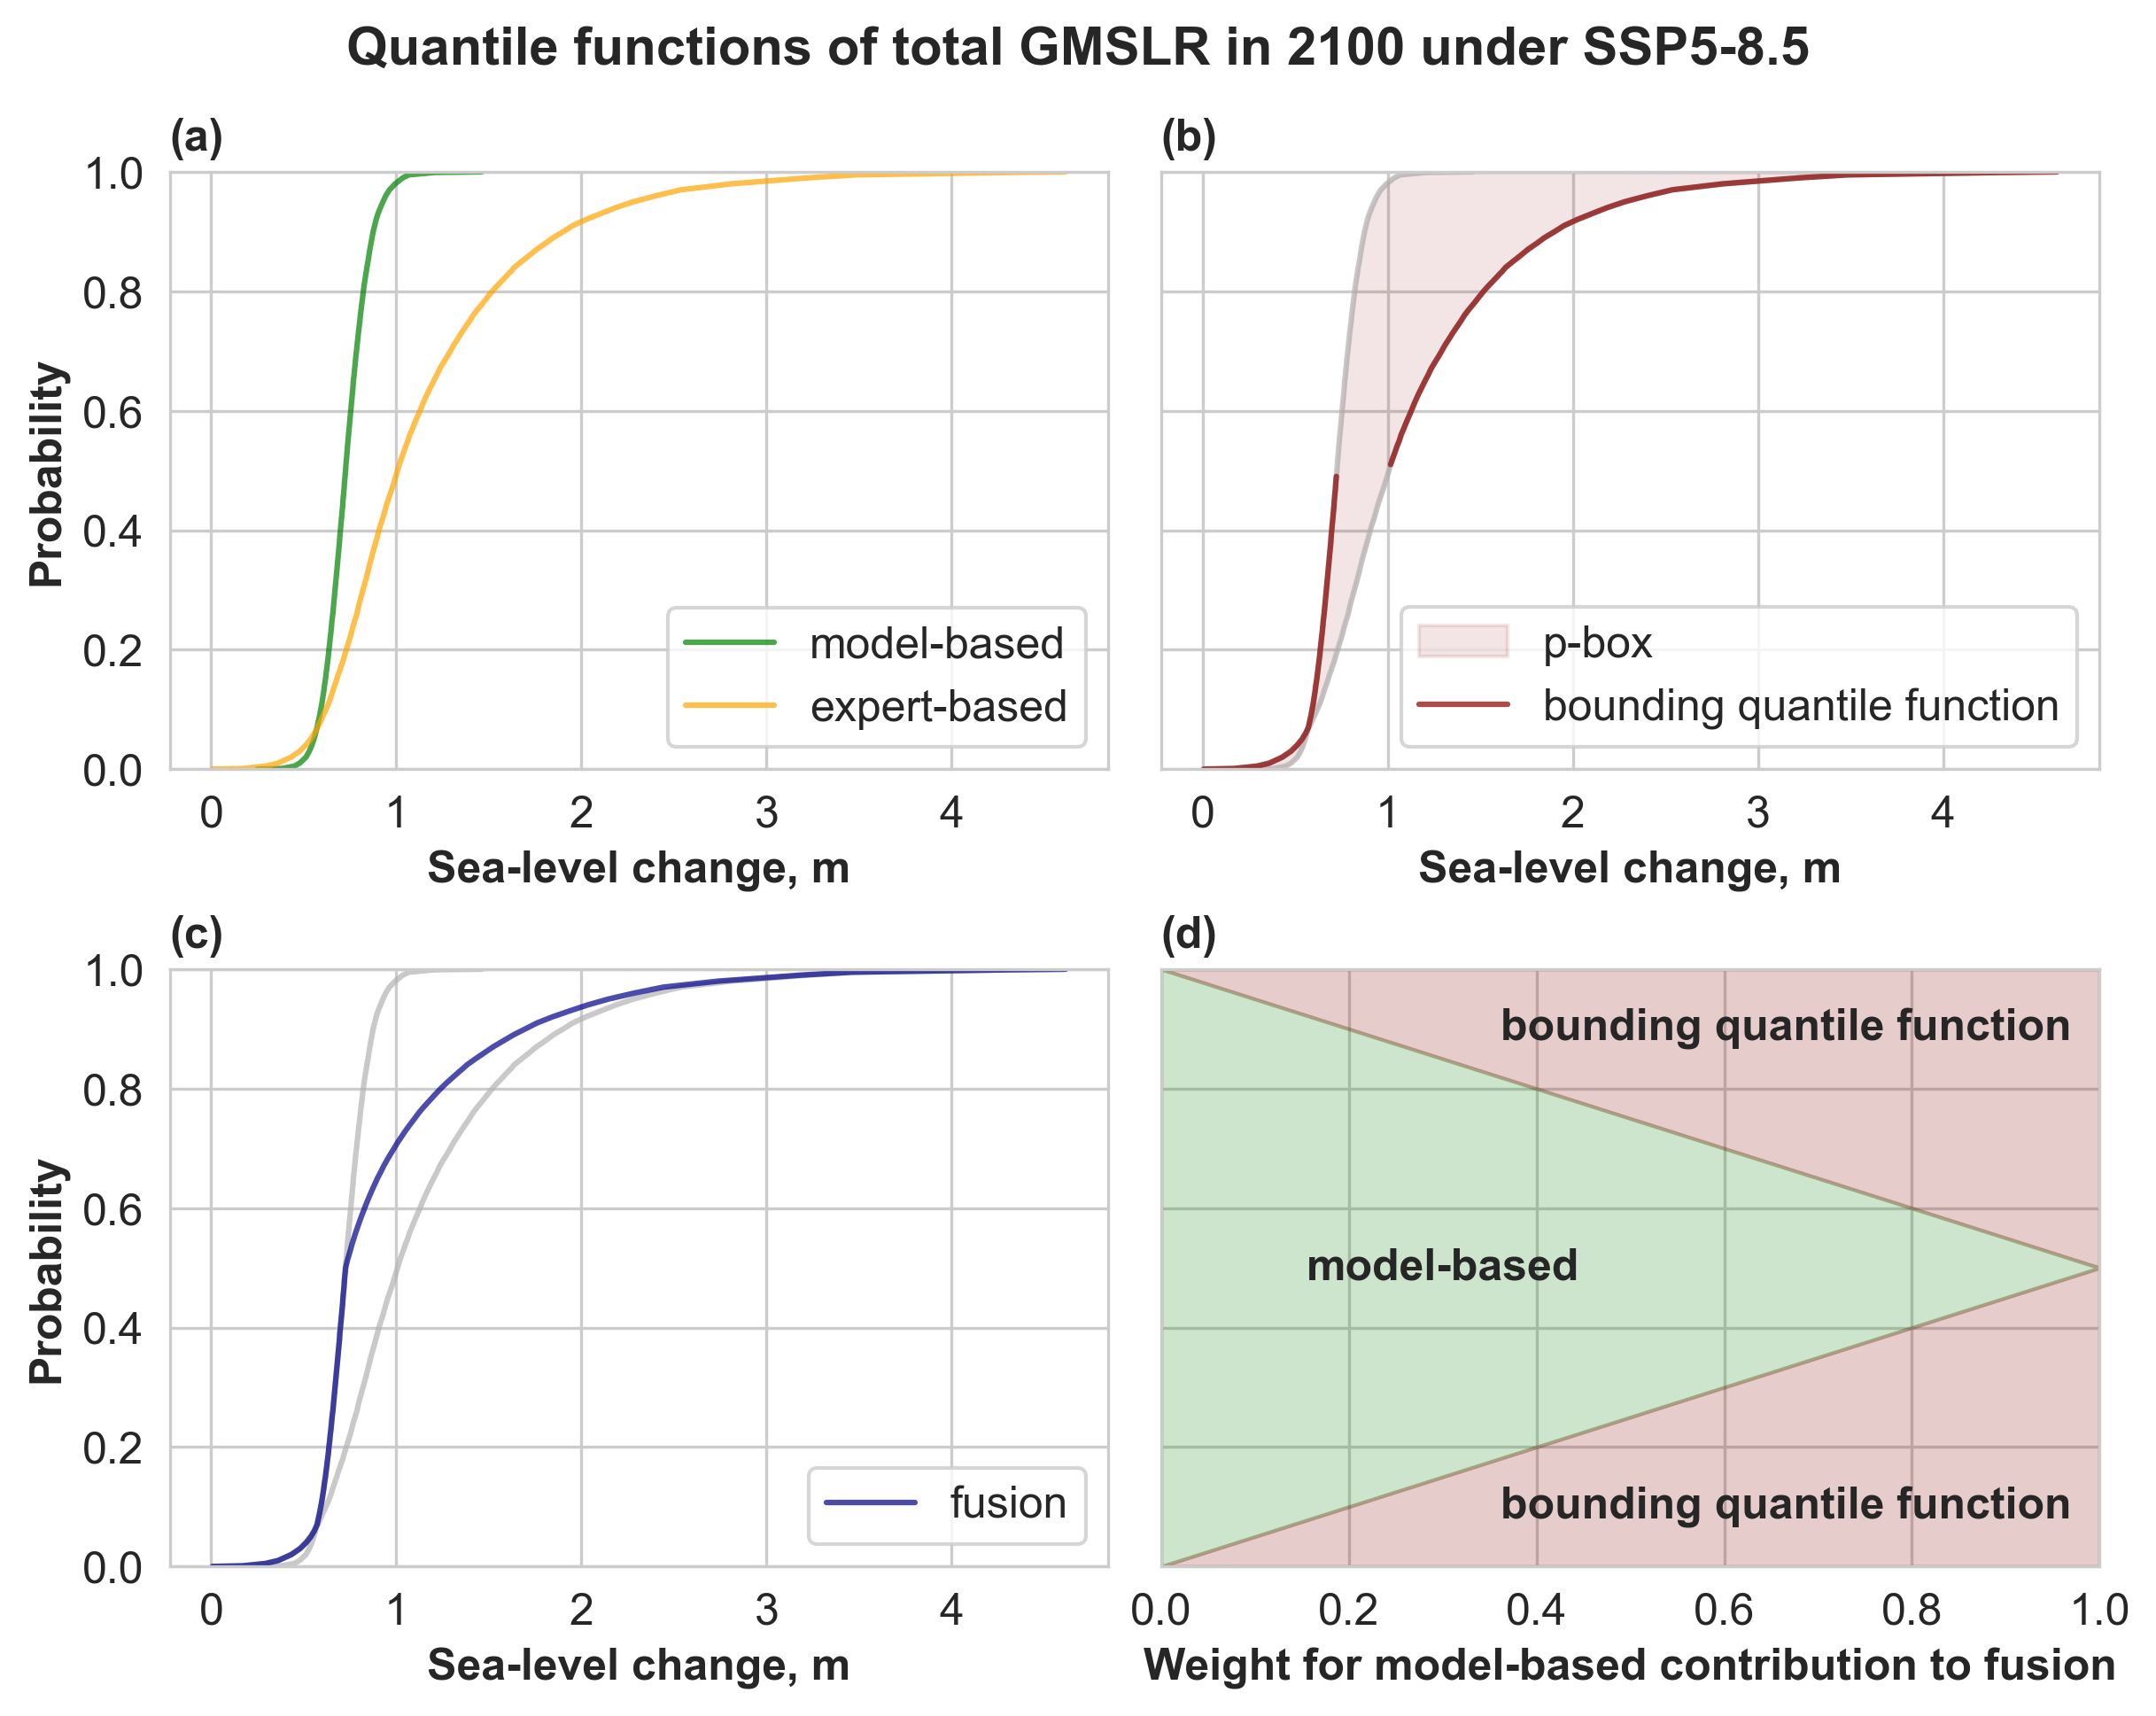 Quantile functions of total GMSLR in 2100 under SSP5-8.5
(a)
1.0
0.8
0.6
0.4
0.2
0.0
Probability
model-based
expert-based
0 1 2 3 4
Sea-level change, m
(b)
p-box
bounding quantile function
0 1 2 3 4
Sea-level change, m
(c)
1.0
0.8
0.6
0.4
0.2
0.0
Probability
fusion
0 1 2 3 4
Sea-level change, m
(d)
bounding quantile function
model-based
bounding quantile function
0.0 0.2 0.4 0.6 0.8 1.0
Weight for model-based contribution to fusion